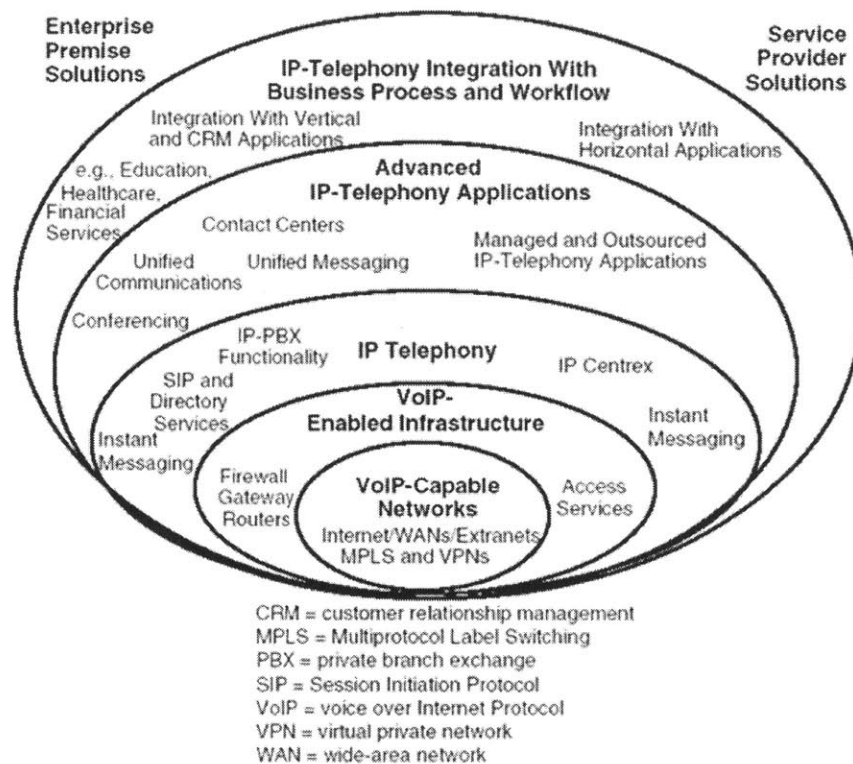 Enterprise
Premise
Solutions
Service
Provider
Solutions
IP-Telephony Integration With
Business Process and Workflow
Integration With Vertical
and CRM Applications
Integration With
Horizontal Applications
e.g., Education,
Healthcare,
Financial
Services
Advanced
IP-Telephony Applications
Contact Centers
Managed and Outsourced
IP-Telephony Applications
Unified
Communications
Unified Messaging
Conferencing
IP-PBX
Functionality
IP Telephony
IP Centrex
SIP and
Directory
Services
VoIP-
Enabled Infrastructure
Instant
Messaging
Instant
Messaging
Firewall
Gateway
Routers
VoIP-Capable
Networks
Access
Services
Internet/WANs/Extranets
MPLS and VPNs
CRM = customer relationship management
MPLS = Multiprotocol Label Switching
PBX = private branch exchange
SIP = Session Initiation Protocol
VoIP = voice over Internet Protocol
VPN = virtual private network
WAN = wide-area network